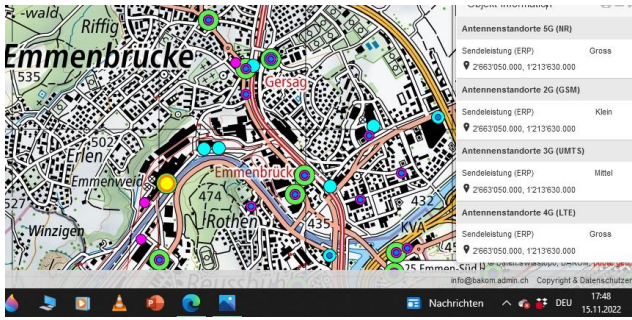 -wald
Riffig
Emmenbrücke
535
Gersag
502
Erlen
Emmenweid
Emmenbrück
474
Rothen
435
432
527
Winzigen
KVA
25 Emmen-Süd
Objekt Information
Antennenstandorte 5G (NR)
Sendeleistung (ERP) Gross
2'663'050.000, 1'213'630.000
Antennenstandorte 2G (GSM)
Sendeleistung (ERP) Klein
2'663'050.000, 1'213'630.000
Antennenstandorte 3G (UMTS)
Sendeleistung (ERP) Mittel
2'663'050.000, 1'213'630.000
Antennenstandorte 4G (LTE)
Sendeleistung (ERP) Gross
2'663'050.000, 1'213'630.000
info@bakom.admin.ch Copyright & Datenschutzer
Nachrichten
DEU
17:48
15.11.2022